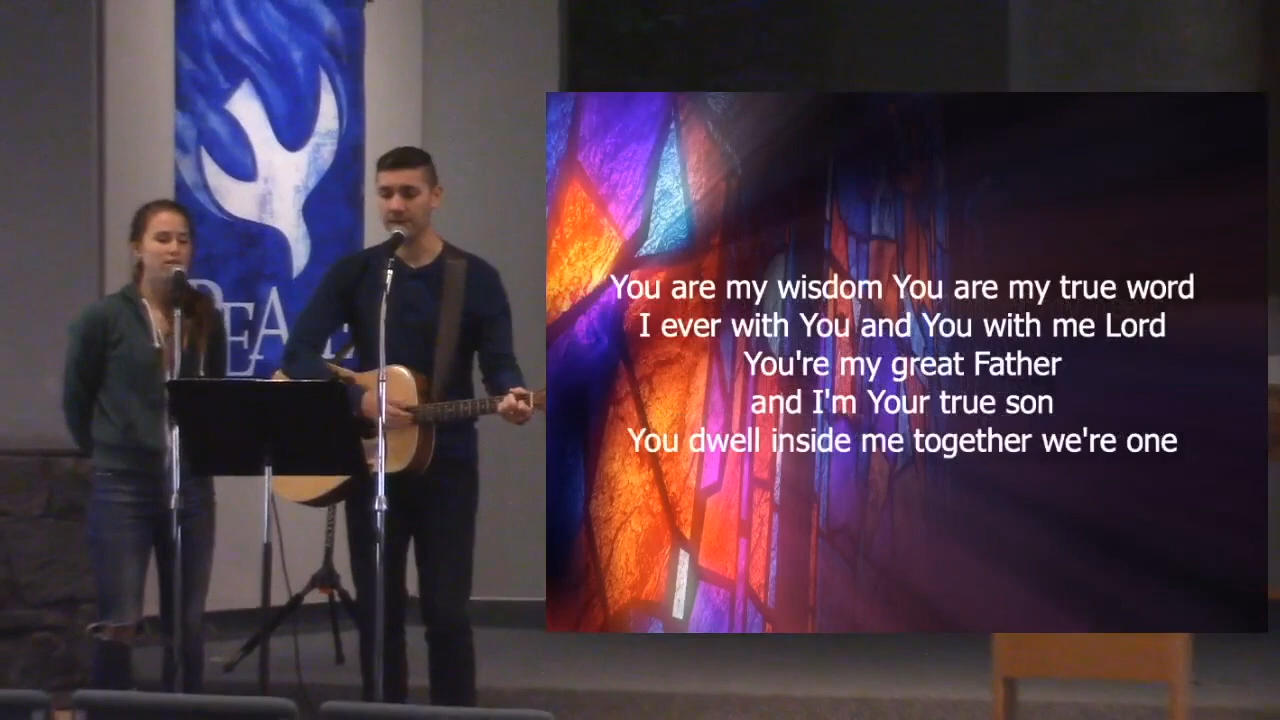 PEACE
You are my wisdom You are my true word
I ever with You and You with me Lord
You're my great Father
and I'm Your true son
You dwell inside me together we're one